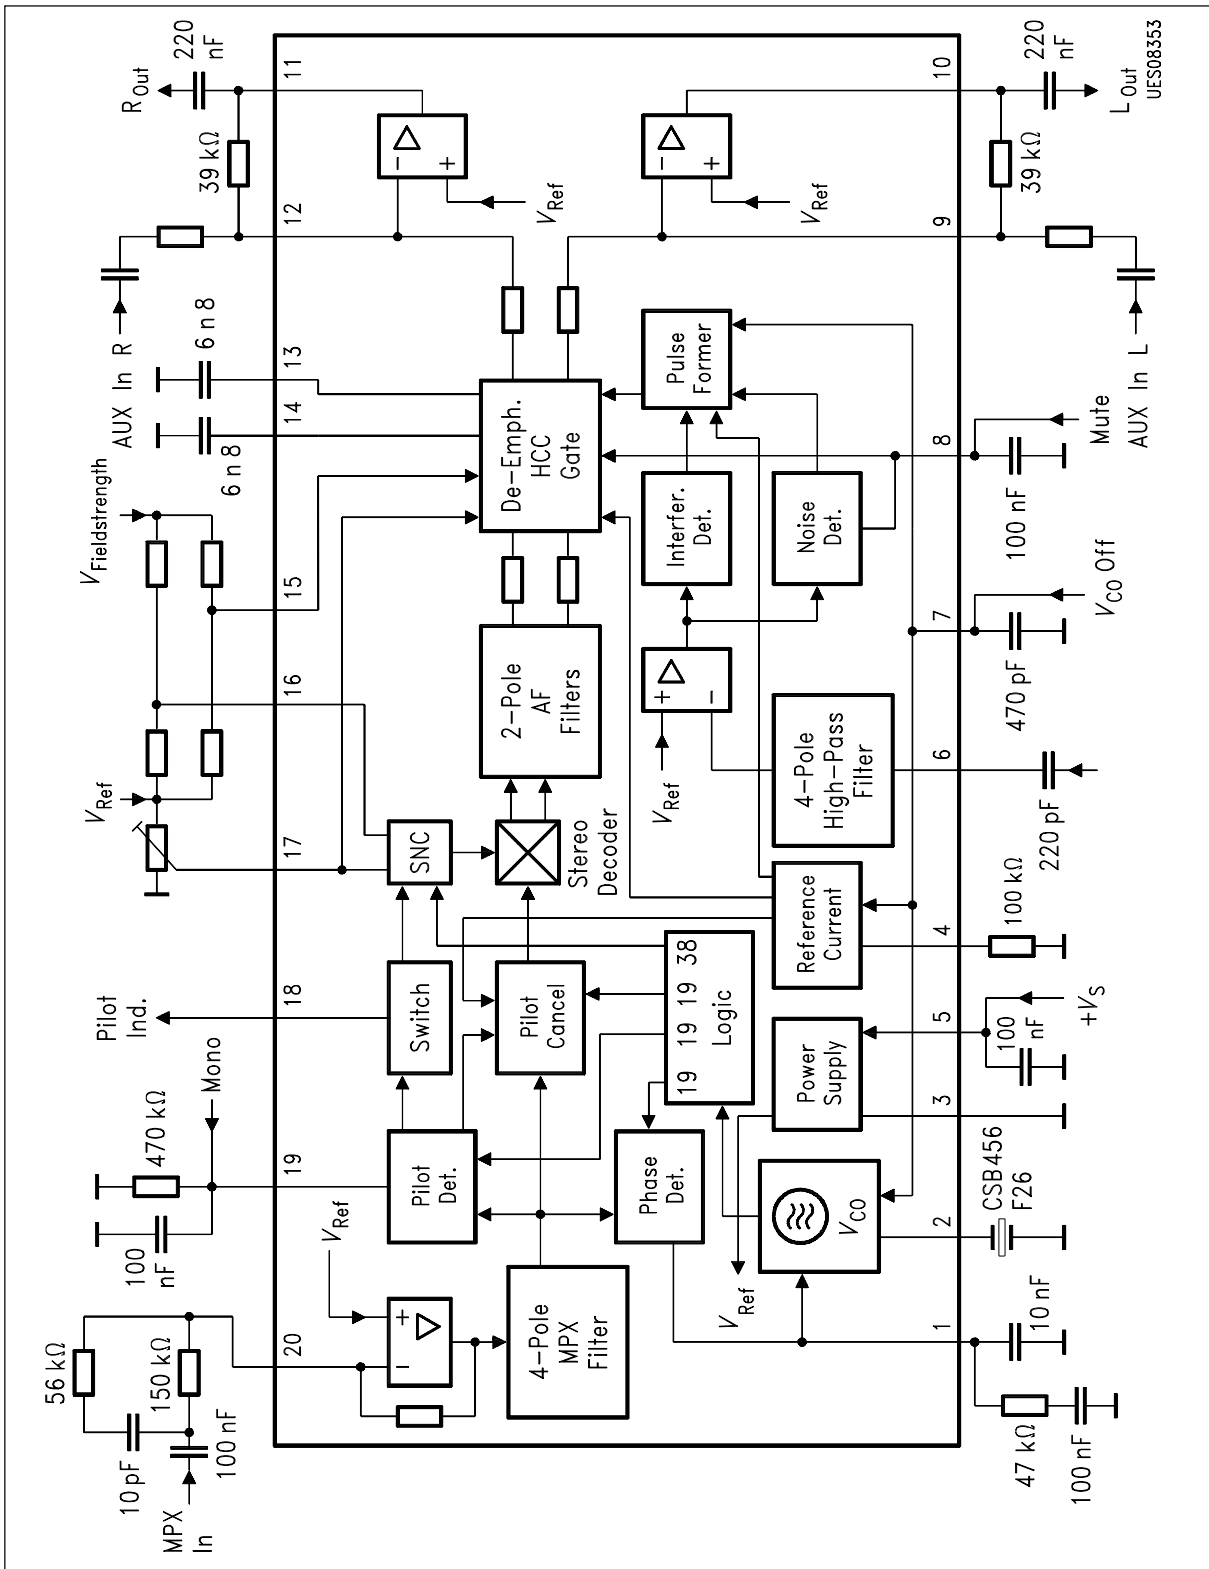 MPX
In
10 pF
100 nF
56 kΩ
150 kΩ
100
nF
470 kΩ
Mono
Pilot
Ind.
V Ref
V Fieldstrength
6 n 8
AUX In R
6 n 8
39 kΩ
R Out
220
nF
20
19
18
17
16
15
14
13
12
11
V Ref
+
−
4-Pole
MPX
Filter
Pilot
Det.
Switch
SNC
Pilot
Cancel
Stereo
Decoder
2-Pole
AF
Filters
De-Emph.
HCC
Gate
−
+
V Ref
−
+
V Ref
Phase
Det.
19 19 19 38
Logic
V Ref
+
−
V Ref
Interfer.
Det.
Pulse
Former
Noise
Det.
V CO
Power
Supply
Reference
Current
4-Pole
High-Pass
Filter
1
2
3
5
4
6
7
8
9
10
47 kΩ
100 nF
10 nF
CSB456
F26
100
nF
+V S
100 kΩ
220 pF
470 pF
V CO Off
100 nF
Mute
AUX In L
39 kΩ
220
nF
L Out
UES08353